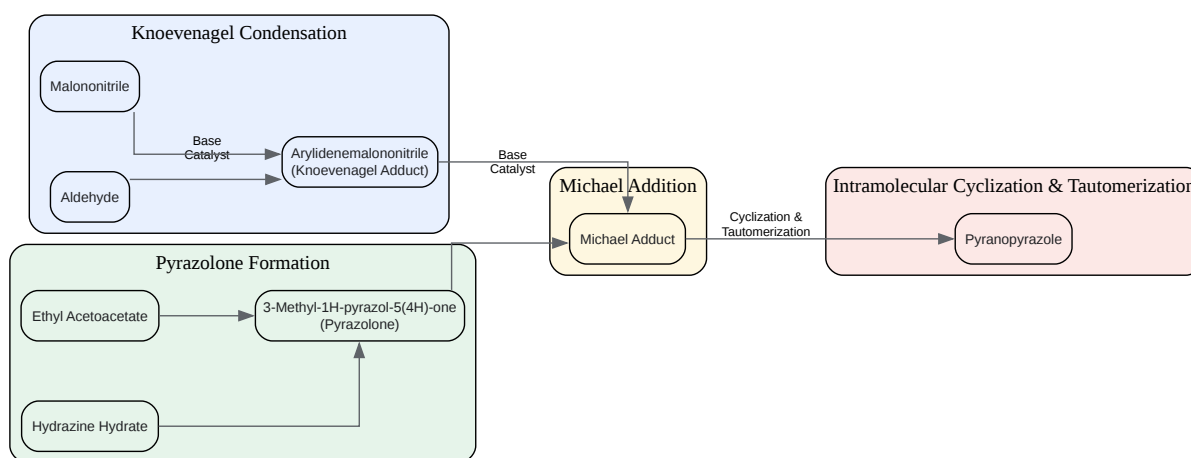 Knoevenagel Condensation
Malononitrile
Base
Catalyst
Aldehyde
Arylidenemalononitrile
(Knoevenagel Adduct)
Base
Catalyst
Michael Addition
Michael Adduct
Cyclization &
Tautomerization
Intramolecular Cyclization & Tautomerization
Pyranopyrazole
Pyrazolone Formation
Ethyl Acetoacetate
3-Methyl-1H-pyrazol-5(4H)-one
(Pyrazolone)
Hydrazine Hydrate